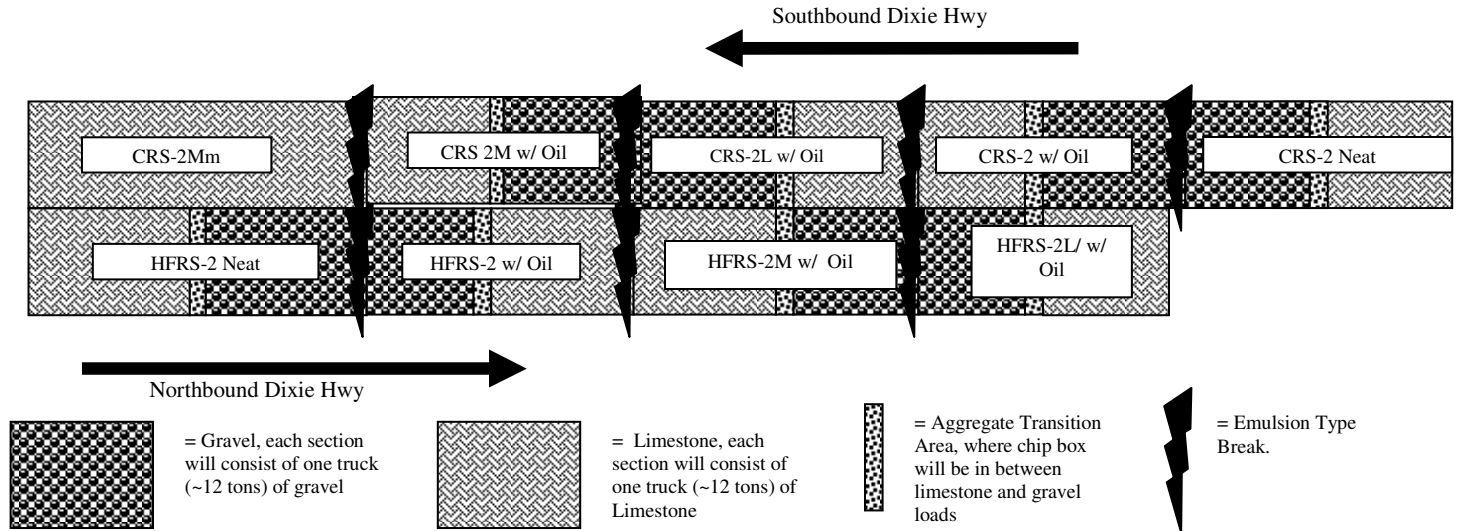 Southbound Dixie Hwy
CRS-2Mm
CRS 2M w/ Oil
CRS-2L w/ Oil
CRS-2 w/ Oil
CRS-2 Neat
HFRS-2 Neat
HFRS-2 w/ Oil
HFRS-2M w/ Oil
HFRS-2L/ w/
Oil
Northbound Dixie Hwy
= Gravel, each section
will consist of one truck
(~12 tons) of gravel
= Limestone, each
section will consist of
one truck (~12 tons) of
Limestone
= Aggregate Transition
Area, where chip box
will be in between
limestone and gravel
loads
= Emulsion Type
Break.